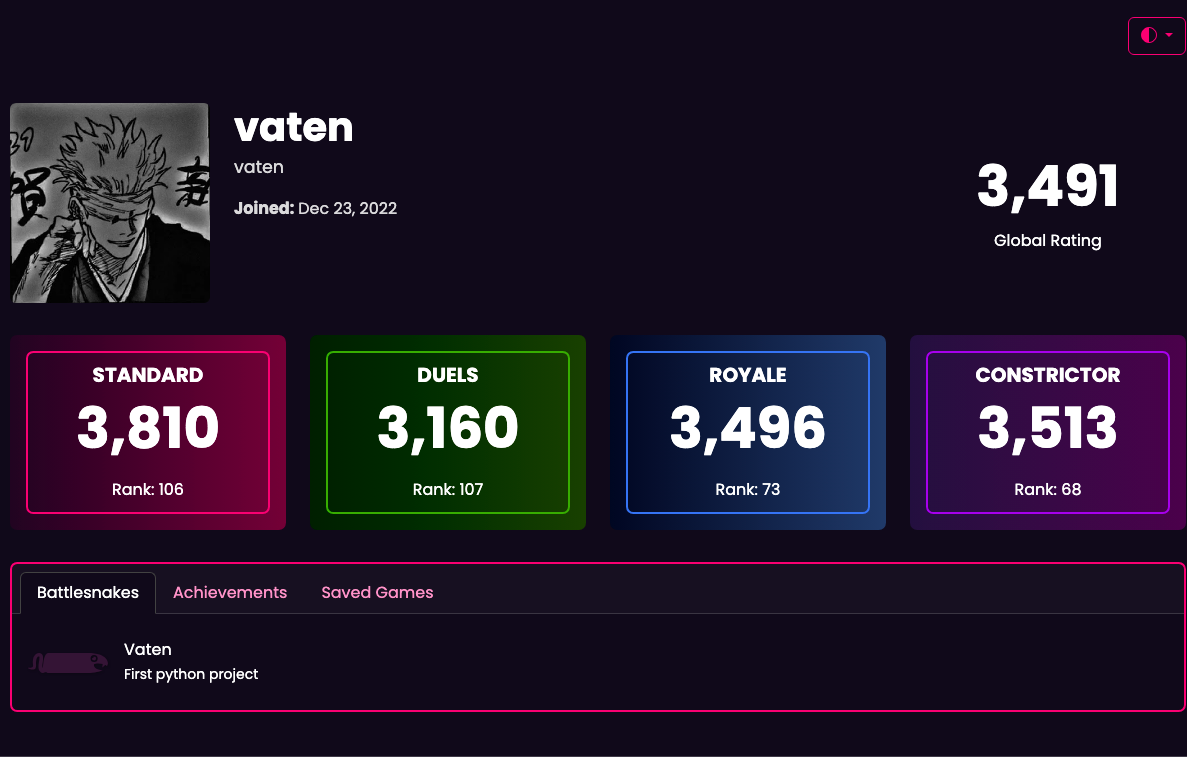 vaten
vaten
Joined: Dec 23, 2022
3,491
Global Rating
STANDARD
3,810
Rank: 106
DUELS
3,160
Rank: 107
ROYALE
3,496
Rank: 73
CONSTRICTOR
3,513
Rank: 68
Battlesnakes Achievements Saved Games
Vaten
First python project